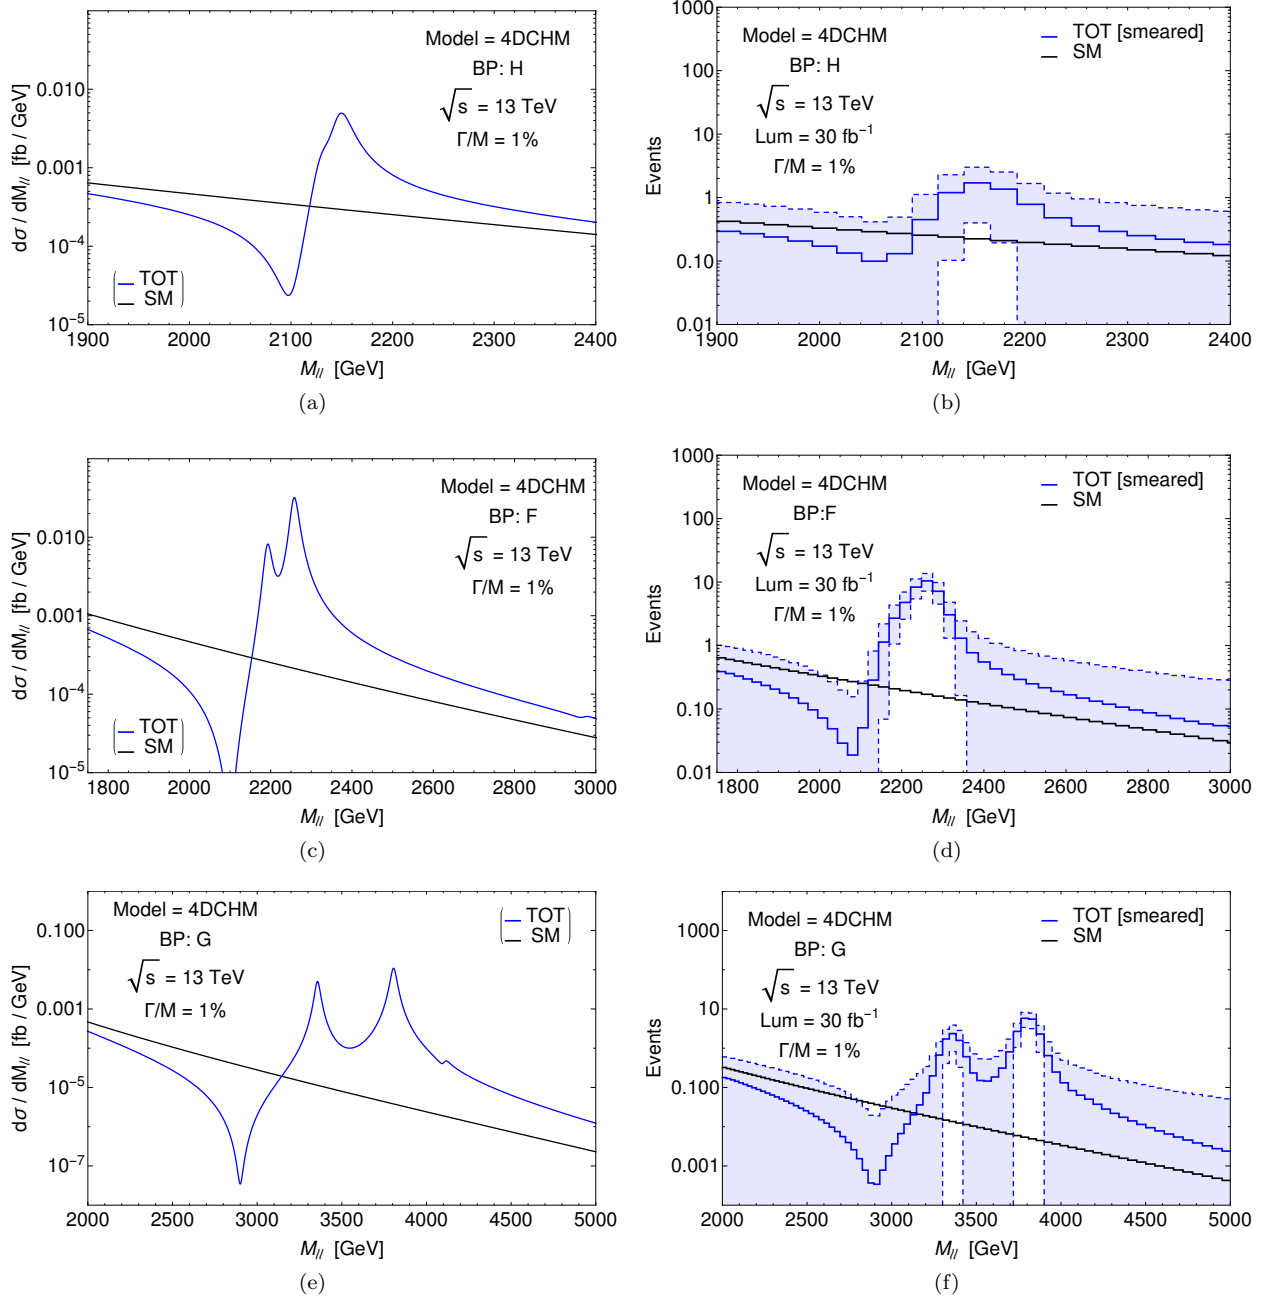 Model = 4DCHM
BP: H
√s = 13 TeV
Γ/M = 1%
TOT
SM
0.010
0.001
10⁻⁴
10⁻⁵
1900 2000 2100 2200 2300 2400
dσ / dM_ll [fb / GeV]
M_ll [GeV]
(a)
Model = 4DCHM
BP: H
√s = 13 TeV
Lum = 30 fb⁻¹
Γ/M = 1%
TOT [smeared]
SM
1000
100
10
1
0.10
0.01
1900 2000 2100 2200 2300 2400
Events
M_ll [GeV]
(b)
Model = 4DCHM
BP: F
√s = 13 TeV
Γ/M = 1%
TOT
SM
0.010
0.001
10⁻⁴
10⁻⁵
1800 2000 2200 2400 2600 2800 3000
dσ / dM_ll [fb / GeV]
M_ll [GeV]
(c)
Model = 4DCHM
BP:F
√s = 13 TeV
Lum = 30 fb⁻¹
Γ/M = 1%
TOT [smeared]
SM
1000
100
10
1
0.10
0.01
1800 2000 2200 2400 2600 2800 3000
Events
M_ll [GeV]
(d)
Model = 4DCHM
BP: G
√s = 13 TeV
Γ/M = 1%
TOT
SM
0.100
0.001
10⁻⁵
10⁻⁷
2000 2500 3000 3500 4000 4500 5000
dσ / dM_ll [fb / GeV]
M_ll [GeV]
(e)
Model = 4DCHM
BP: G
√s = 13 TeV
Lum = 30 fb⁻¹
Γ/M = 1%
TOT [smeared]
SM
1000
10
0.100
0.001
2000 2500 3000 3500 4000 4500 5000
Events
M_ll [GeV]
(f)